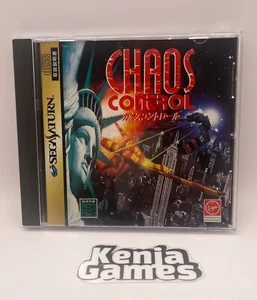 CHAOS
CONTROL
カオスコントロール
SEGA SATURN
Virgin
Kenia
Games